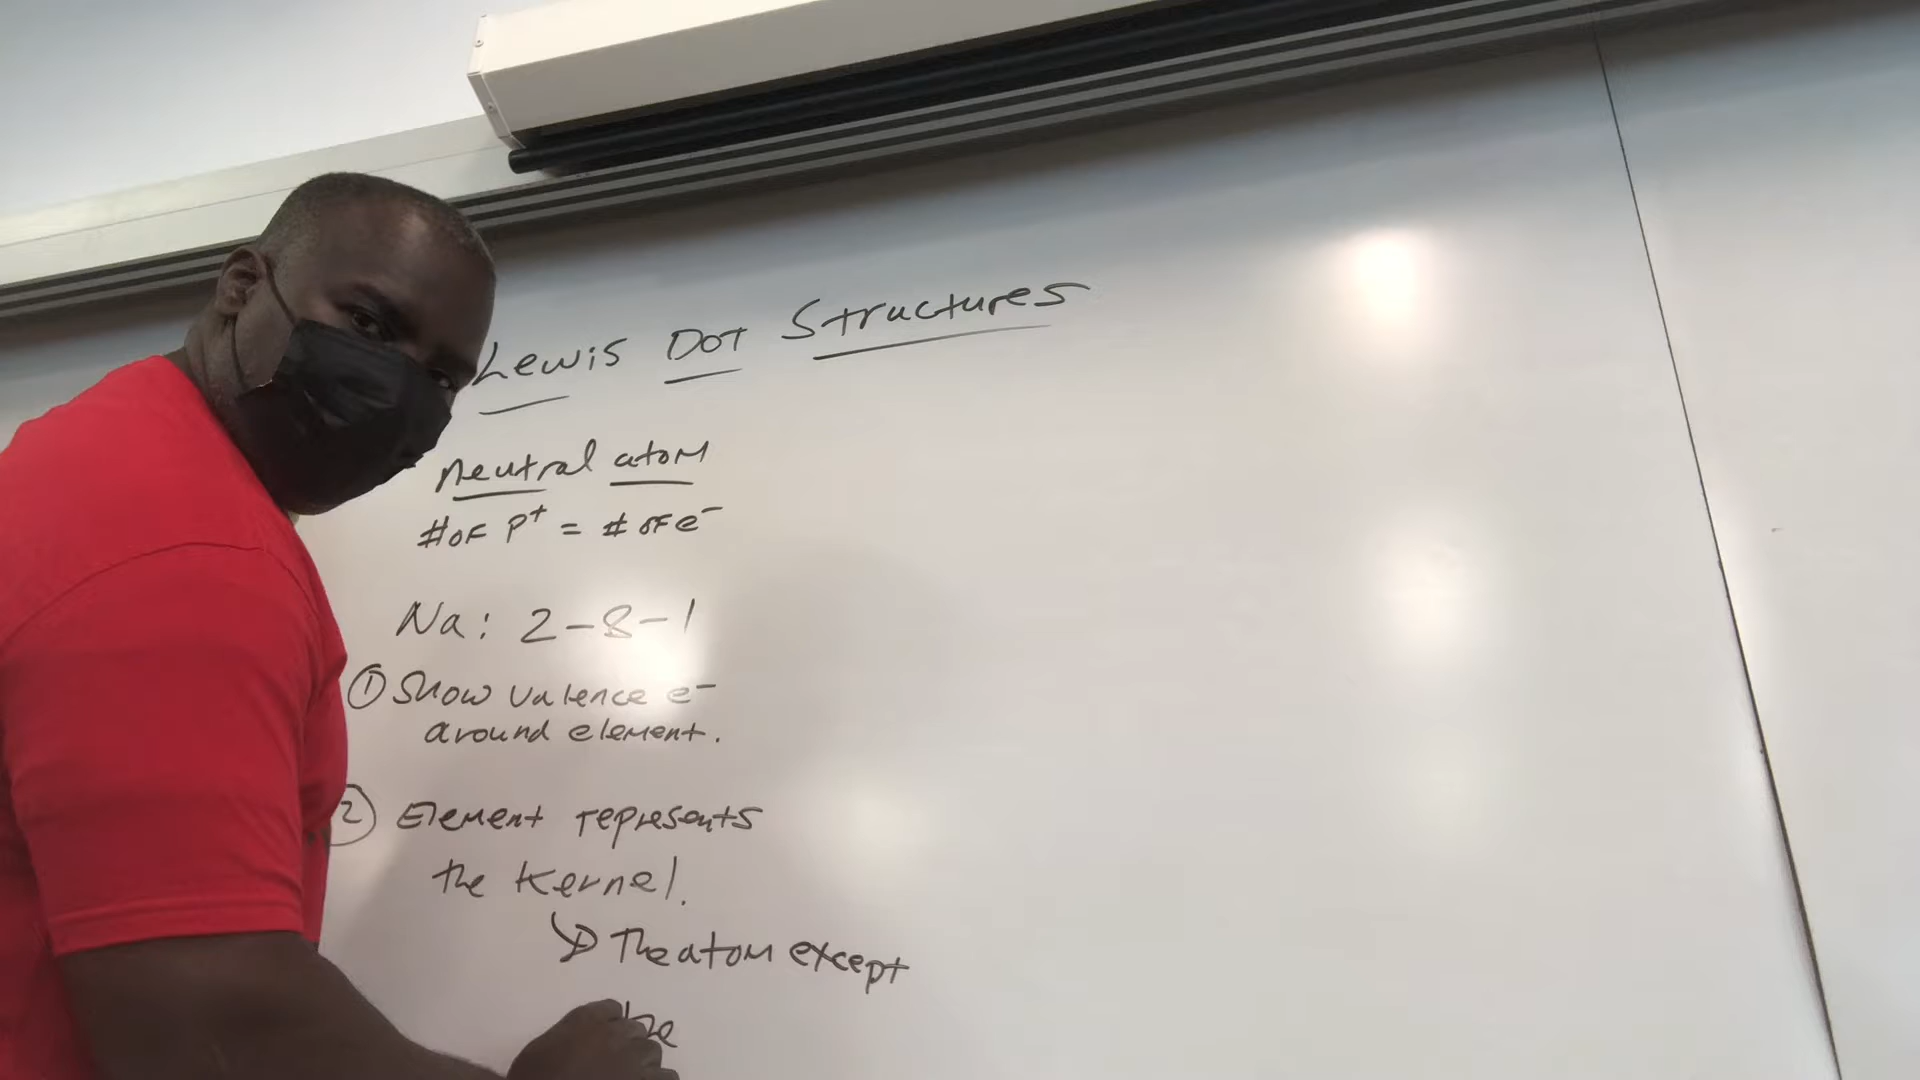 Lewis Dot Structures
Neutral atom
# OF P⁺ = # OF e⁻
Na: 2-8-1
① Show valence e⁻
around element.
② Element represents
the Kernel.
↳ The atom except
the